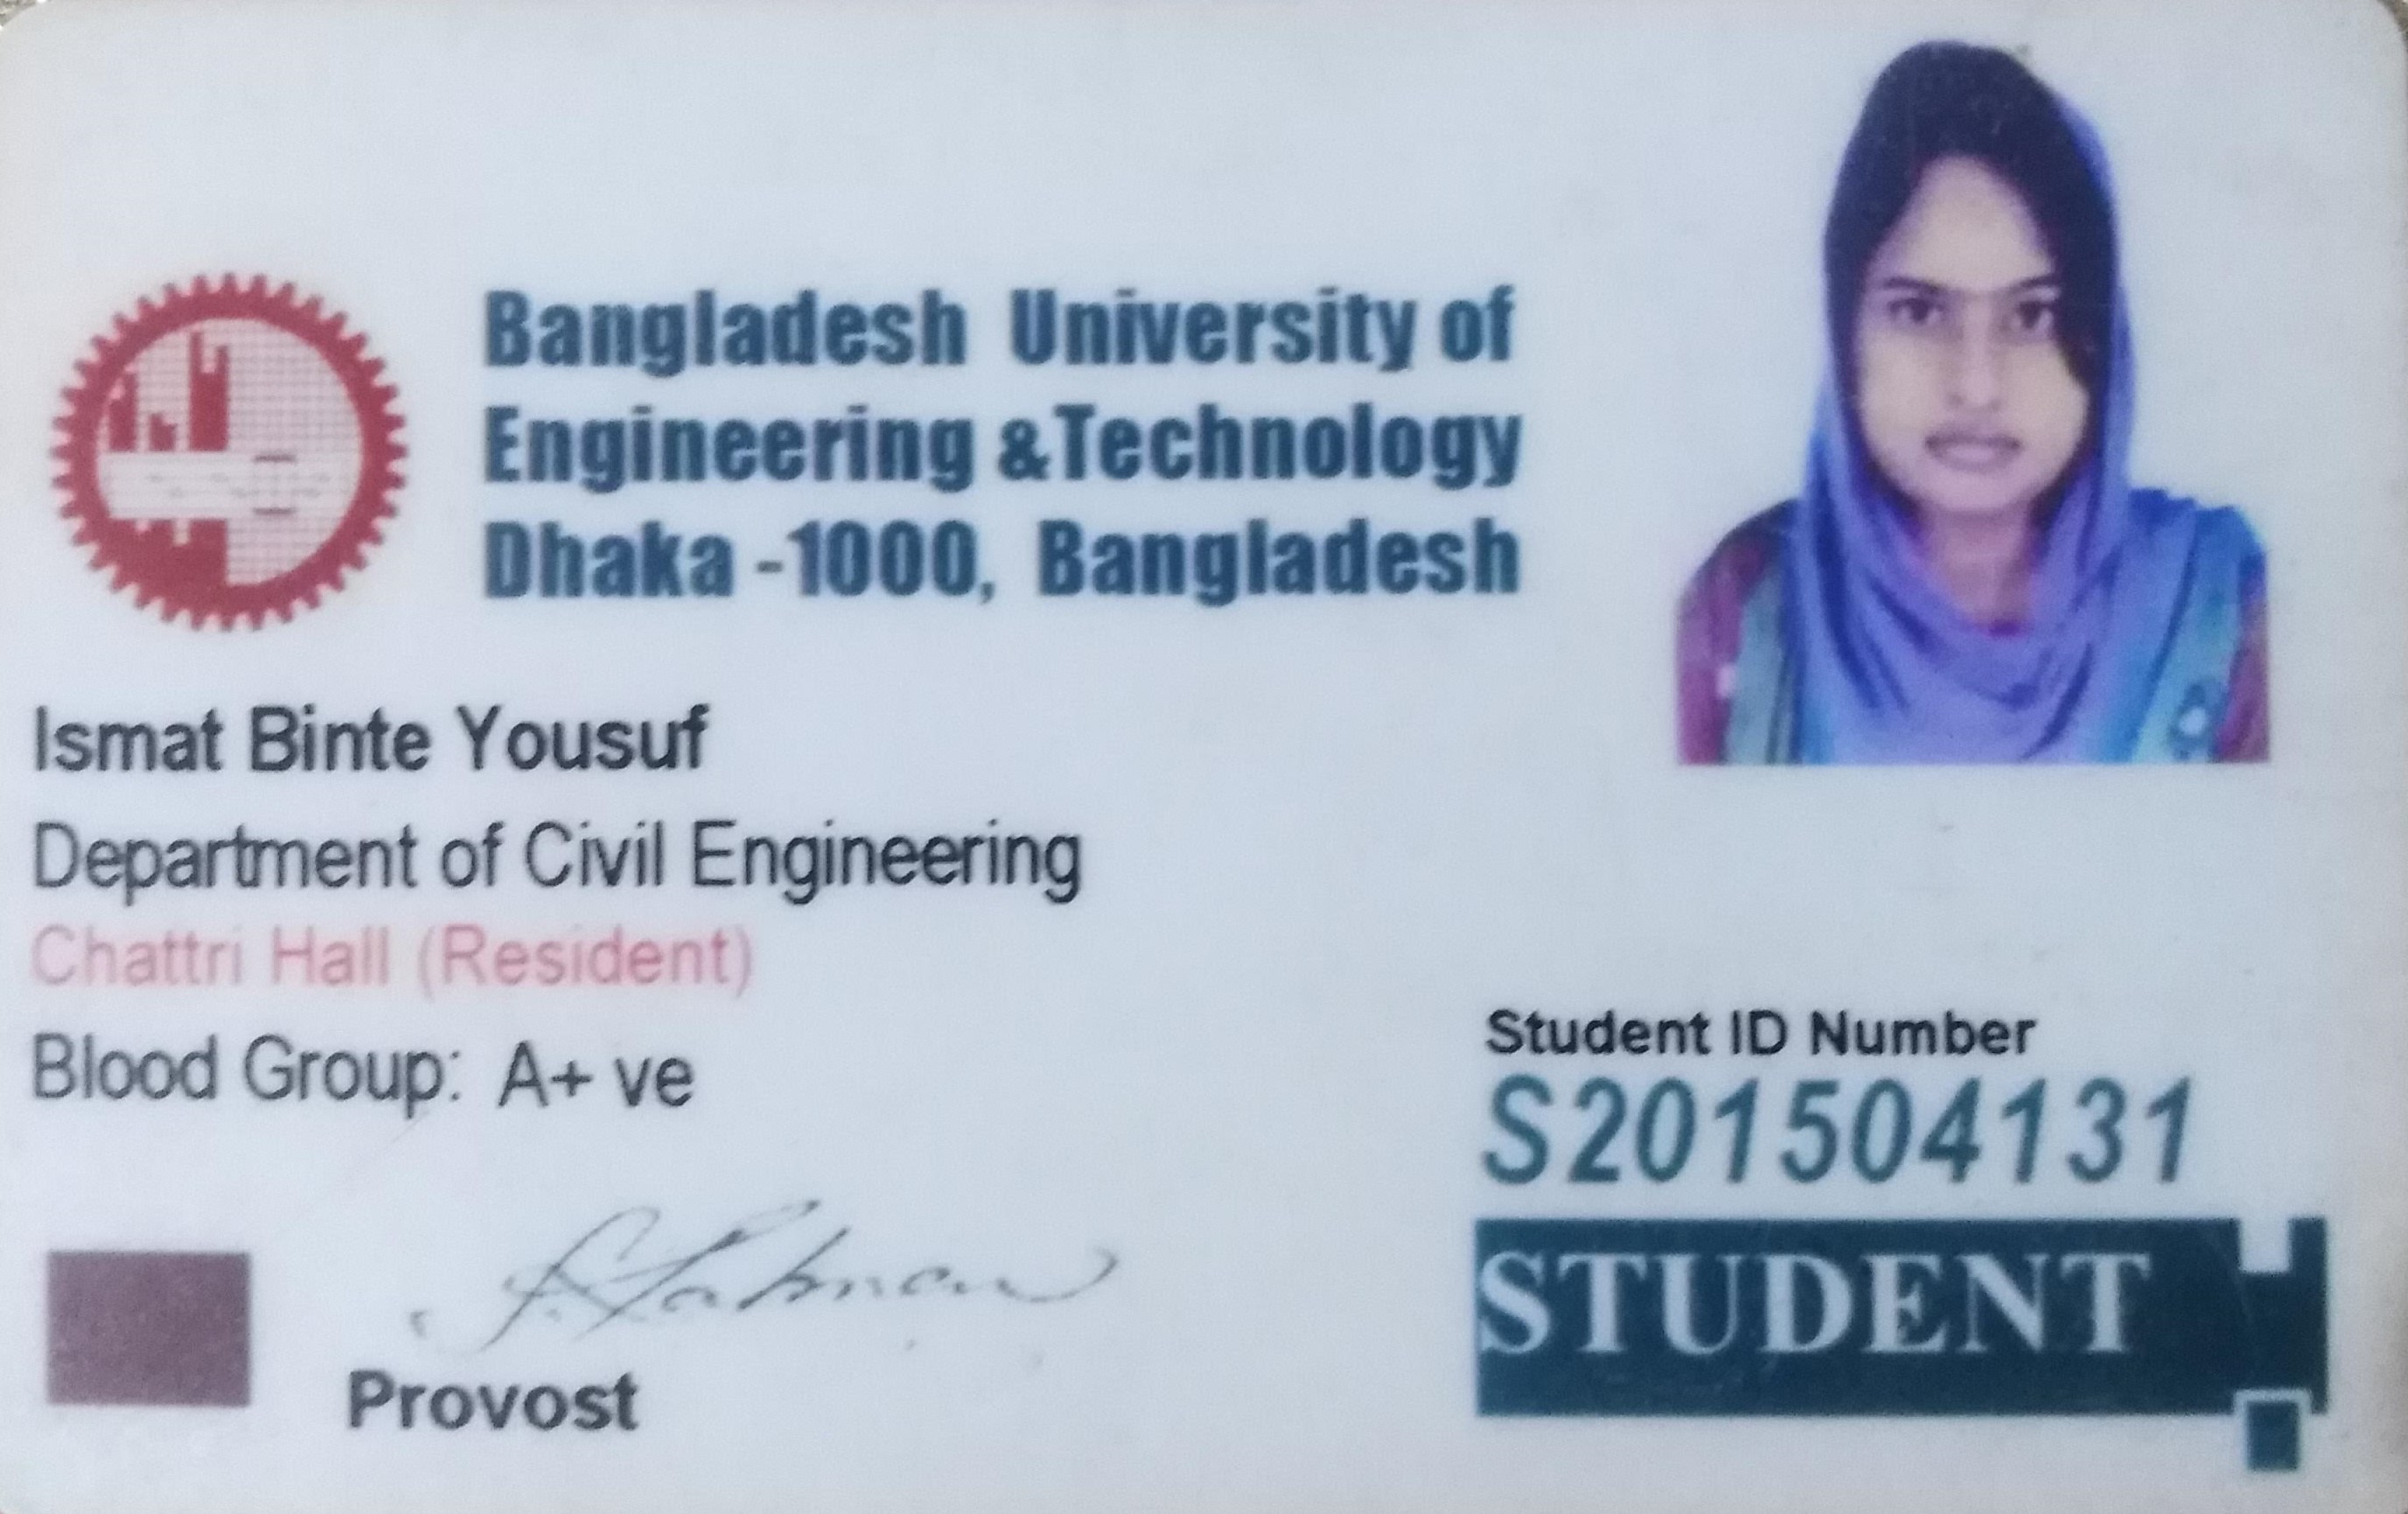 Bangladesh University of
Engineering &Technology
Dhaka -1000, Bangladesh
Ismat Binte Yousuf
Department of Civil Engineering
Chattri Hall (Resident)
Blood Group: A+ ve
Student ID Number
S201504131
STUDENT
Provost